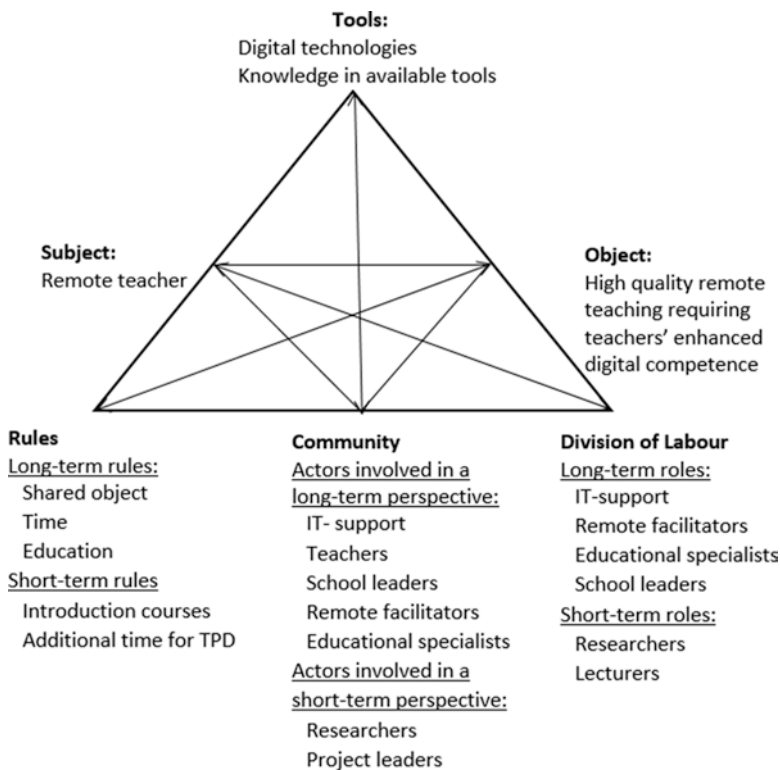 Tools:
Digital technologies
Knowledge in available tools
Subject:
Remote teacher
Object:
High quality remote
teaching requiring
teachers' enhanced
digital competence
Rules
Long-term rules:
Shared object
Time
Education
Short-term rules
Introduction courses
Additional time for TPD
Community
Actors involved in a
long-term perspective:
IT- support
Teachers
School leaders
Remote facilitators
Educational specialists
Actors involved in a
short-term perspective:
Researchers
Project leaders
Division of Labour
Long-term roles:
IT-support
Remote facilitators
Educational specialists
School leaders
Short-term roles:
Researchers
Lecturers